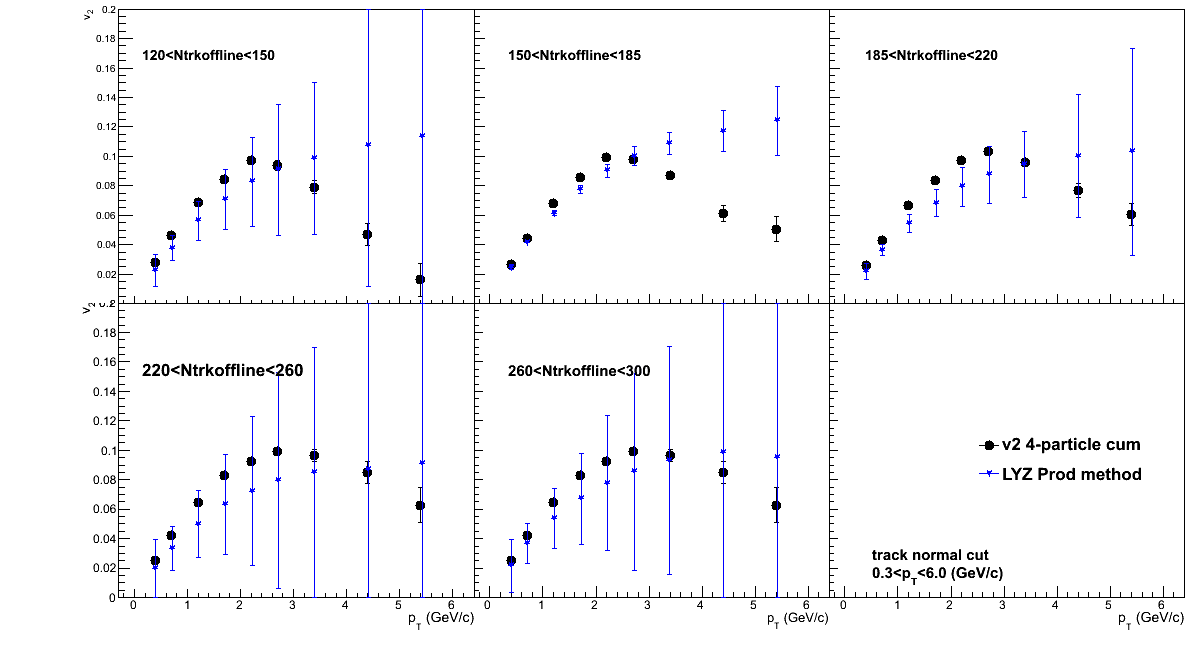 v2
0.2
0.18
0.16
0.14
0.12
0.1
0.08
0.06
0.04
0.02
120<Ntrkoffline<150
150<Ntrkoffline<185
185<Ntrkoffline<220
v2
0.2
0.18
0.16
0.14
0.12
0.1
0.08
0.06
0.04
0.02
0
220<Ntrkoffline<260
260<Ntrkoffline<300
v2 4-particle cum
LYZ Prod method
track normal cut
0.3<pT<6.0 (GeV/c)
0 1 2 3 4 5 6 0 1 2 3 4 5 6 0 1 2 3 4 5 6
pT (GeV/c) pT (GeV/c) pT (GeV/c)